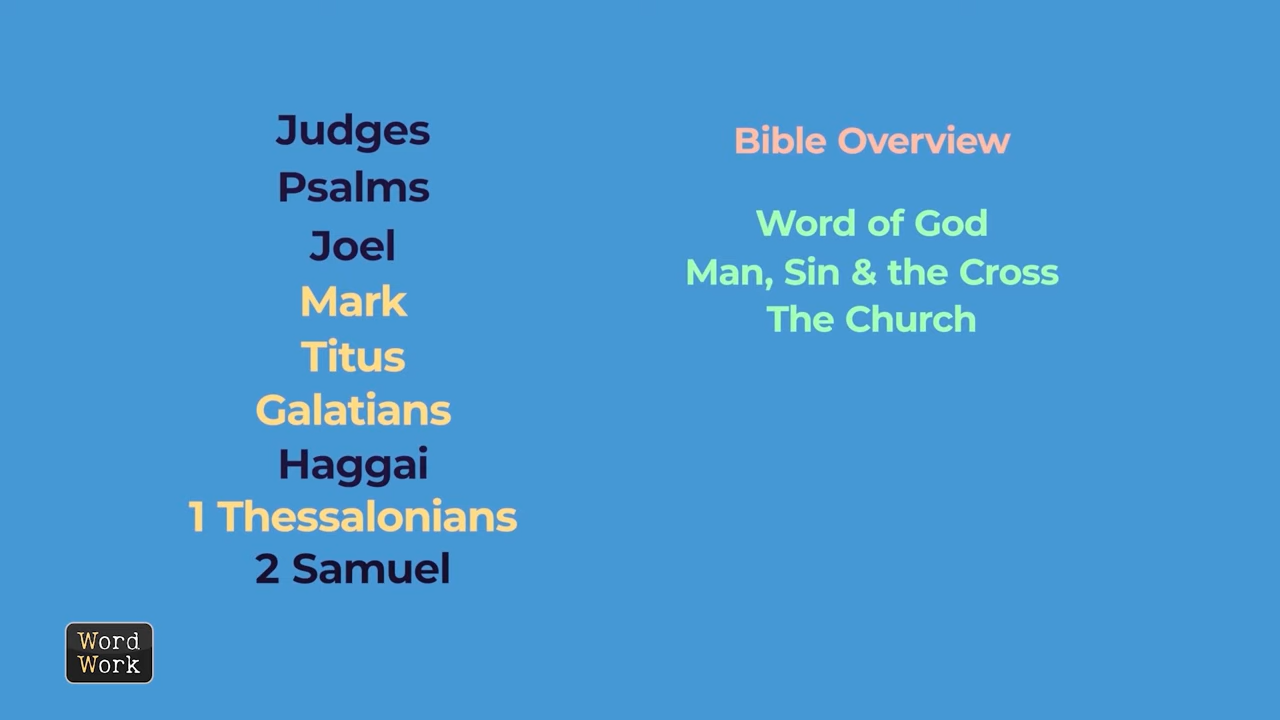 Judges
Psalms
Joel
Mark
Titus
Galatians
Haggai
1 Thessalonians
2 Samuel
Bible Overview
Word of God
Man, Sin & the Cross
The Church
Word
Work